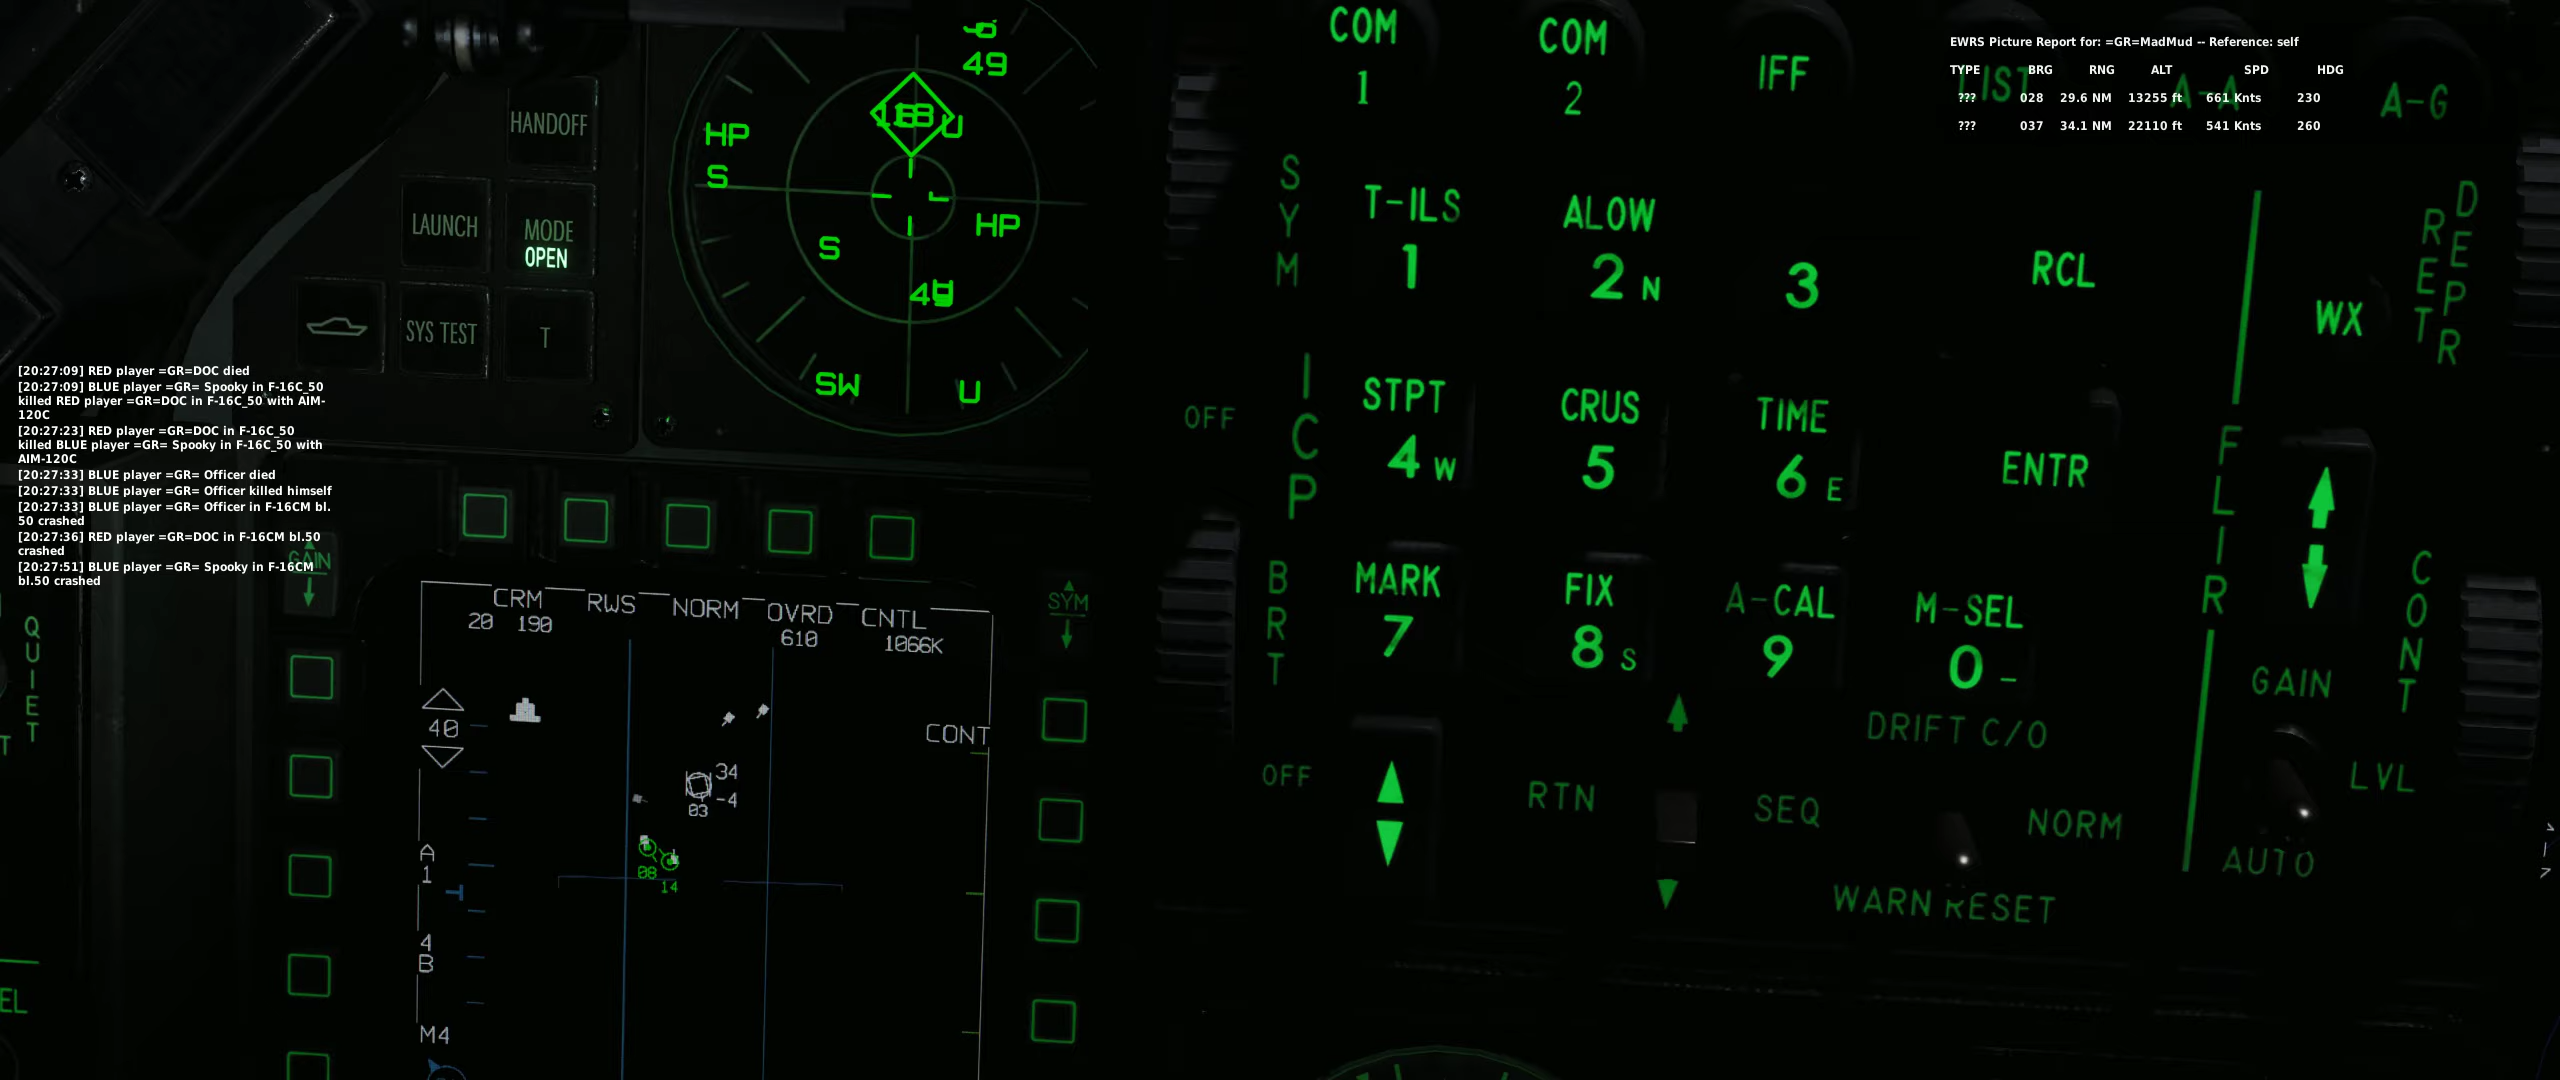 HANDOFF
LAUNCH
MODE
OPEN
SYS TEST
T
49
HP
U
S
HP
S
SW
U
[20:27:09] RED player =GR=DOC died
[20:27:09] BLUE player =GR= Spooky in F-16C_50
killed RED player =GR=DOC in F-16C_50 with AIM-
120C
[20:27:23] RED player =GR=DOC in F-16C_50
killed BLUE player =GR= Spooky in F-16C_50 with
AIM-120C
[20:27:33] BLUE player =GR= Officer died
[20:27:33] BLUE player =GR= Officer killed himself
[20:27:33] BLUE player =GR= Officer in F-16CM bl.
50 crashed
[20:27:36] RED player =GR=DOC in F-16CM bl.50
crashed
[20:27:51] BLUE player =GR= Spooky in F-16CM
bl.50 crashed
GAIN
SYM
QUIET
T
EL
CRM RWS NORM OVRD CNTL
20 190 610 1066K
40
CONT
34
-4
03
08
14
A
1
4
B
M4
COM
1
COM
2
IFF
LIST
A-A
A-G
EWRS Picture Report for: =GR=MadMud -- Reference: self
TYPE BRG RNG ALT SPD HDG
??? 028 29.6 NM 13255 ft 661 Knts 230
??? 037 34.1 NM 22110 ft 541 Knts 260
SYM
T-ILS
1
ALOW
2 N
3
RCL
WX
RET
DEPR
OFF
ICP
STPT
4 W
CRUS
5
TIME
6 E
ENTR
FLIR
BRT
MARK
7
FIX
8 S
A-CAL
9
M-SEL
0 -
GAIN
CONT
DRIFT C/O
OFF
RTN
SEQ
NORM
LVL
AUTO
WARN RESET